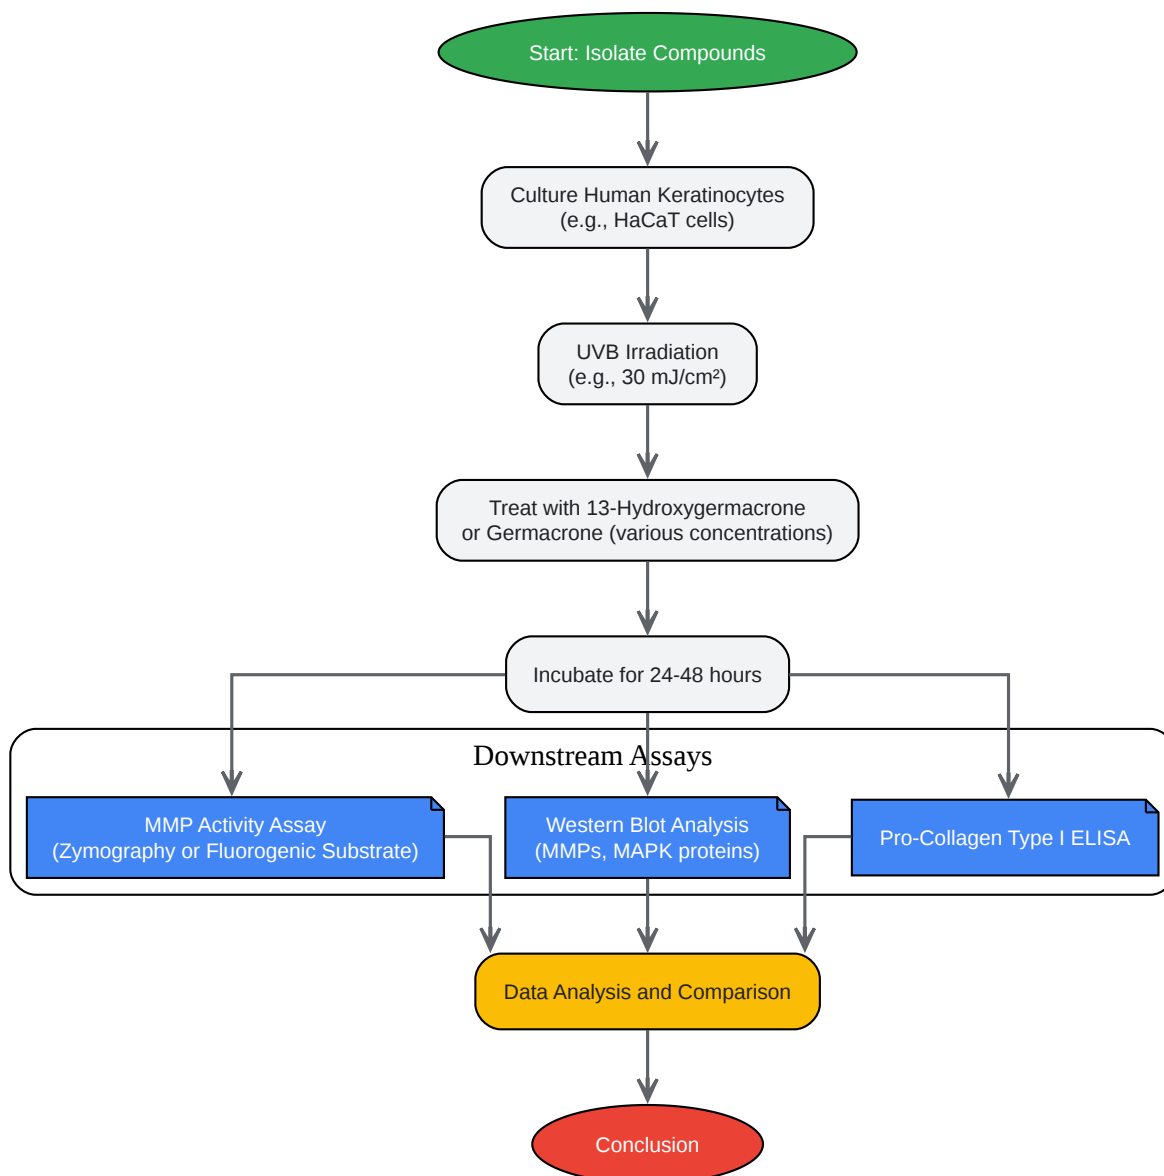 Start: Isolate Compounds
Culture Human Keratinocytes
(e.g., HaCaT cells)
UVB Irradiation
(e.g., 30 mJ/cm²)
Treat with 13-Hydroxygermacrone
or Germacrone (various concentrations)
Incubate for 24-48 hours
Downstream Assays
MMP Activity Assay
(Zymography or Fluorogenic Substrate)
Western Blot Analysis
(MMPs, MAPK proteins)
Pro-Collagen Type I ELISA
Data Analysis and Comparison
Conclusion